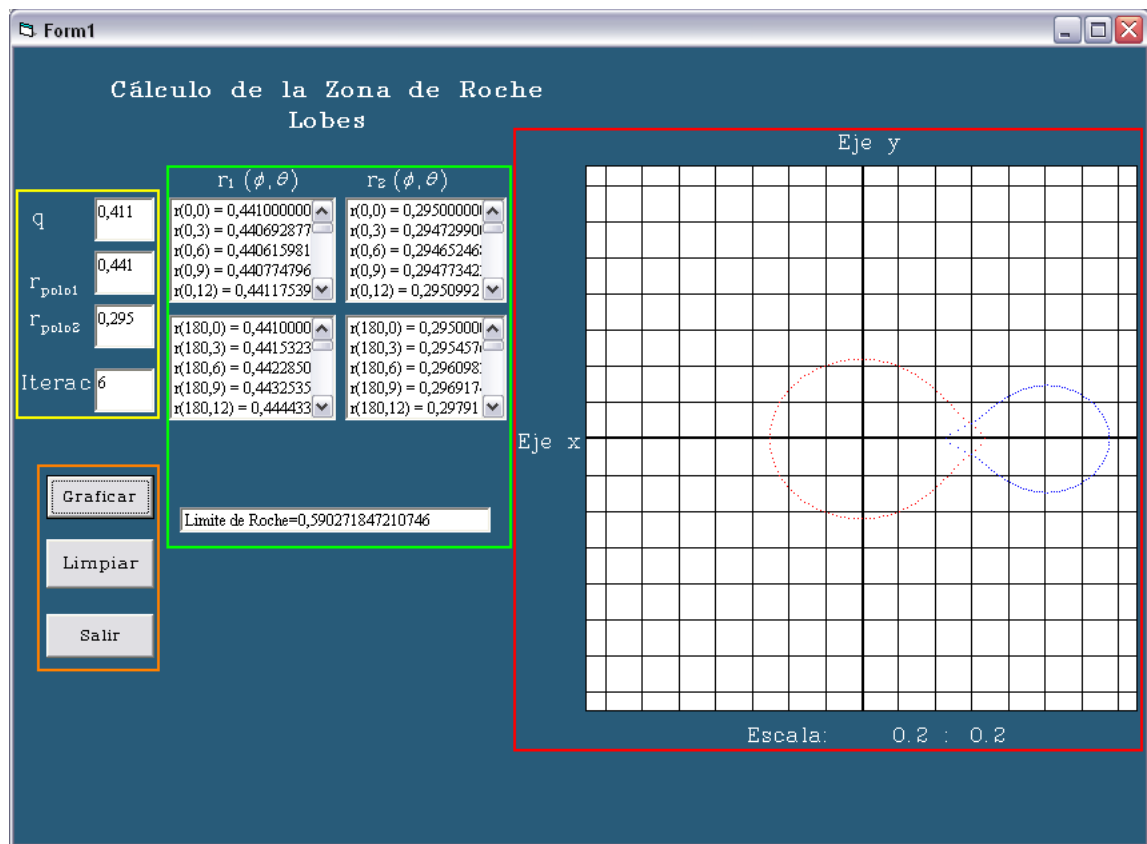 Form1
Cálculo de la Zona de Roche
Lobes
q
0,411
r polo1
0,441
r polo2
0,295
Iterac
6
r₁ (ϕ,θ)
r(0,0) = 0,441000000
r(0,3) = 0,440692877
r(0,6) = 0,440615981
r(0,9) = 0,440774796
r(0,12) = 0,44117539
r₂ (ϕ,θ)
r(0,0) = 0,29500000
r(0,3) = 0,29472990
r(0,6) = 0,29465246
r(0,9) = 0,29477342
r(0,12) = 0,2950992
r(180,0) = 0,4410000
r(180,3) = 0,4415323
r(180,6) = 0,4422850
r(180,9) = 0,4432535
r(180,12) = 0,444433
r(180,0) = 0,295000
r(180,3) = 0,295457
r(180,6) = 0,296098
r(180,9) = 0,296917
r(180,12) = 0,29791
Limite de Roche=0,590271847210746
Graficar
Limpiar
Salir
Eje y
Eje x
Escala: 0.2 : 0.2